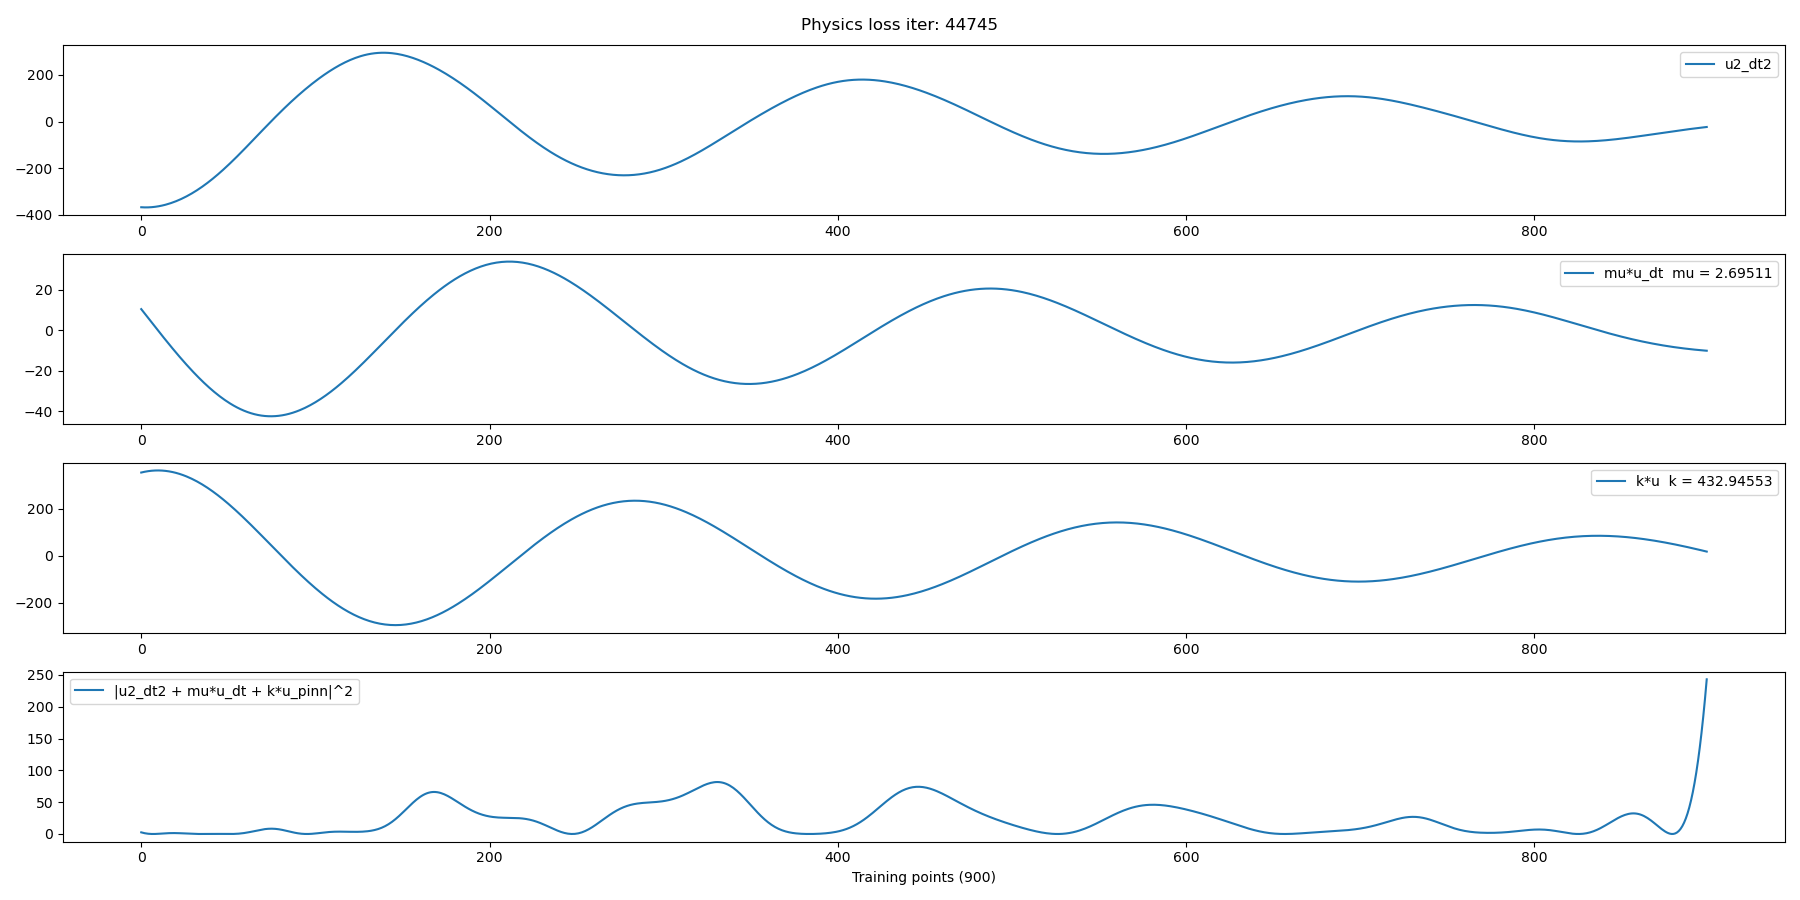 Physics loss iter: 44745
200
0
−200
−400
u2_dt2
0 200 400 600 800
20
0
−20
−40
mu*u_dt  mu = 2.69511
0 200 400 600 800
200
0
−200
k*u  k = 432.94553
0 200 400 600 800
250
200
150
100
50
0
|u2_dt2 + mu*u_dt + k*u_pinn|^2
0 200 400 600 800
Training points (900)